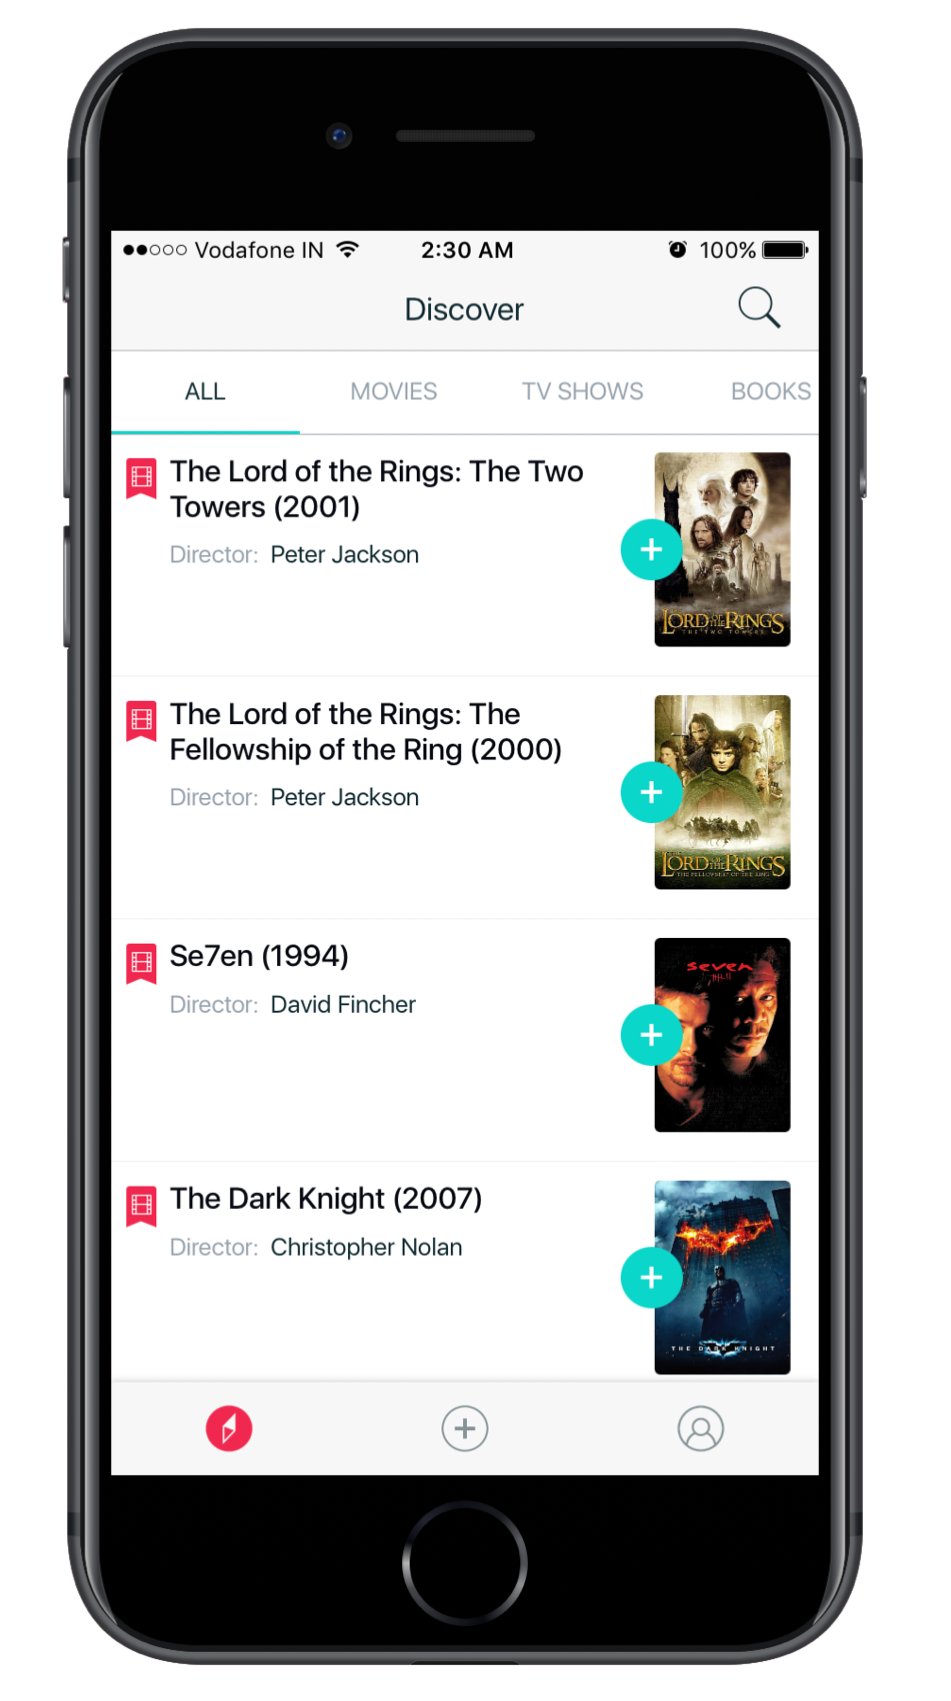 Vodafone IN 2:30 AM 100%
Discover
ALL MOVIES TV SHOWS BOOKS
The Lord of the Rings: The Two
Towers (2001)
Director: Peter Jackson
THE
LORD OF THE RINGS
THE TWO TOWERS
The Lord of the Rings: The
Fellowship of the Ring (2000)
Director: Peter Jackson
THE
LORD OF THE RINGS
THE FELLOWSHIP OF THE RING
Se7en (1994)
Director: David Fincher
seven
The Dark Knight (2007)
Director: Christopher Nolan
THE DARK KNIGHT